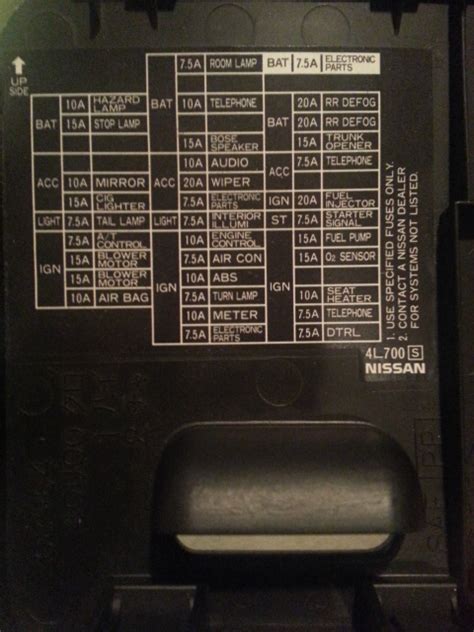 UP
SIDE
7.5A ROOM LAMP BAT 7.5A ELECTRONIC PARTS
BAT 10A HAZARD LAMP BAT 10A TELEPHONE BAT 20A RR DEFOG
15A STOP LAMP 20A RR DEFOG
15A BOSE SPEAKER 15A TRUNK OPENER
ACC 10A AUDIO ACC 7.5A TELEPHONE
ACC 10A MIRROR 20A WIPER
15A CIG LIGHTER 7.5A ELECTRONIC PARTS IGN 20A FUEL INJECTOR
LIGHT 7.5A TAIL LAMP LIGHT 7.5A INTERIOR ILLUMI ST 7.5A STARTER SIGNAL
IGN 7.5A A/T CONTROL IGN 10A ENGINE CONTROL IGN 15A FUEL PUMP
15A BLOWER MOTOR 7.5A AIR CON 15A O2 SENSOR
15A BLOWER MOTOR 10A ABS
10A AIR BAG 7.5A TURN LAMP 10A SEAT HEATER
10A METER 7.5A TELEPHONE
7.5A ELECTRONIC PARTS 7.5A DTRL
1. USE SPECIFIED FUSES ONLY.
2. CONTACT A NISSAN DEALER
FOR SYSTEMS NOT LISTED.
4L700 S
NISSAN